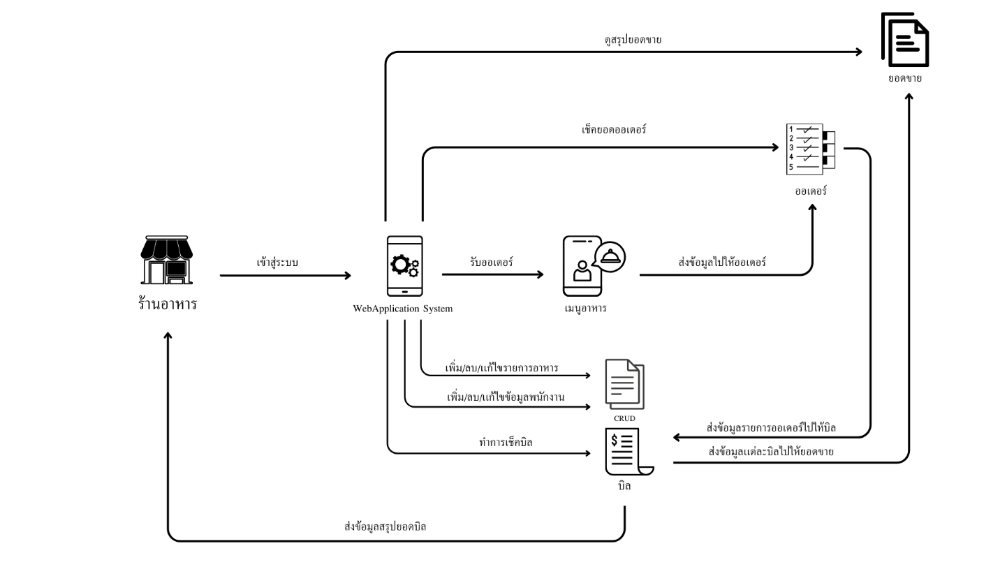 ดูสรุปยอดขาย
ยอดขาย
เช็คยอดออเดอร์
1
2
3
4
5
ออเดอร์
เข้าสู่ระบบ
รับออเดอร์
ส่งข้อมูลไปให้ออเดอร์
ร้านอาหาร
WebApplication System
เมนูอาหาร
เพิ่ม/ลบ/แก้ไขรายการอาหาร
เพิ่ม/ลบ/แก้ไขข้อมูลพนักงาน
CRUD
ส่งข้อมูลรายการออเดอร์ไปให้บิล
$
ทำการเช็คบิล
ส่งข้อมูลแต่ละบิลไปให้ยอดขาย
บิล
ส่งข้อมูลสรุปยอดบิล